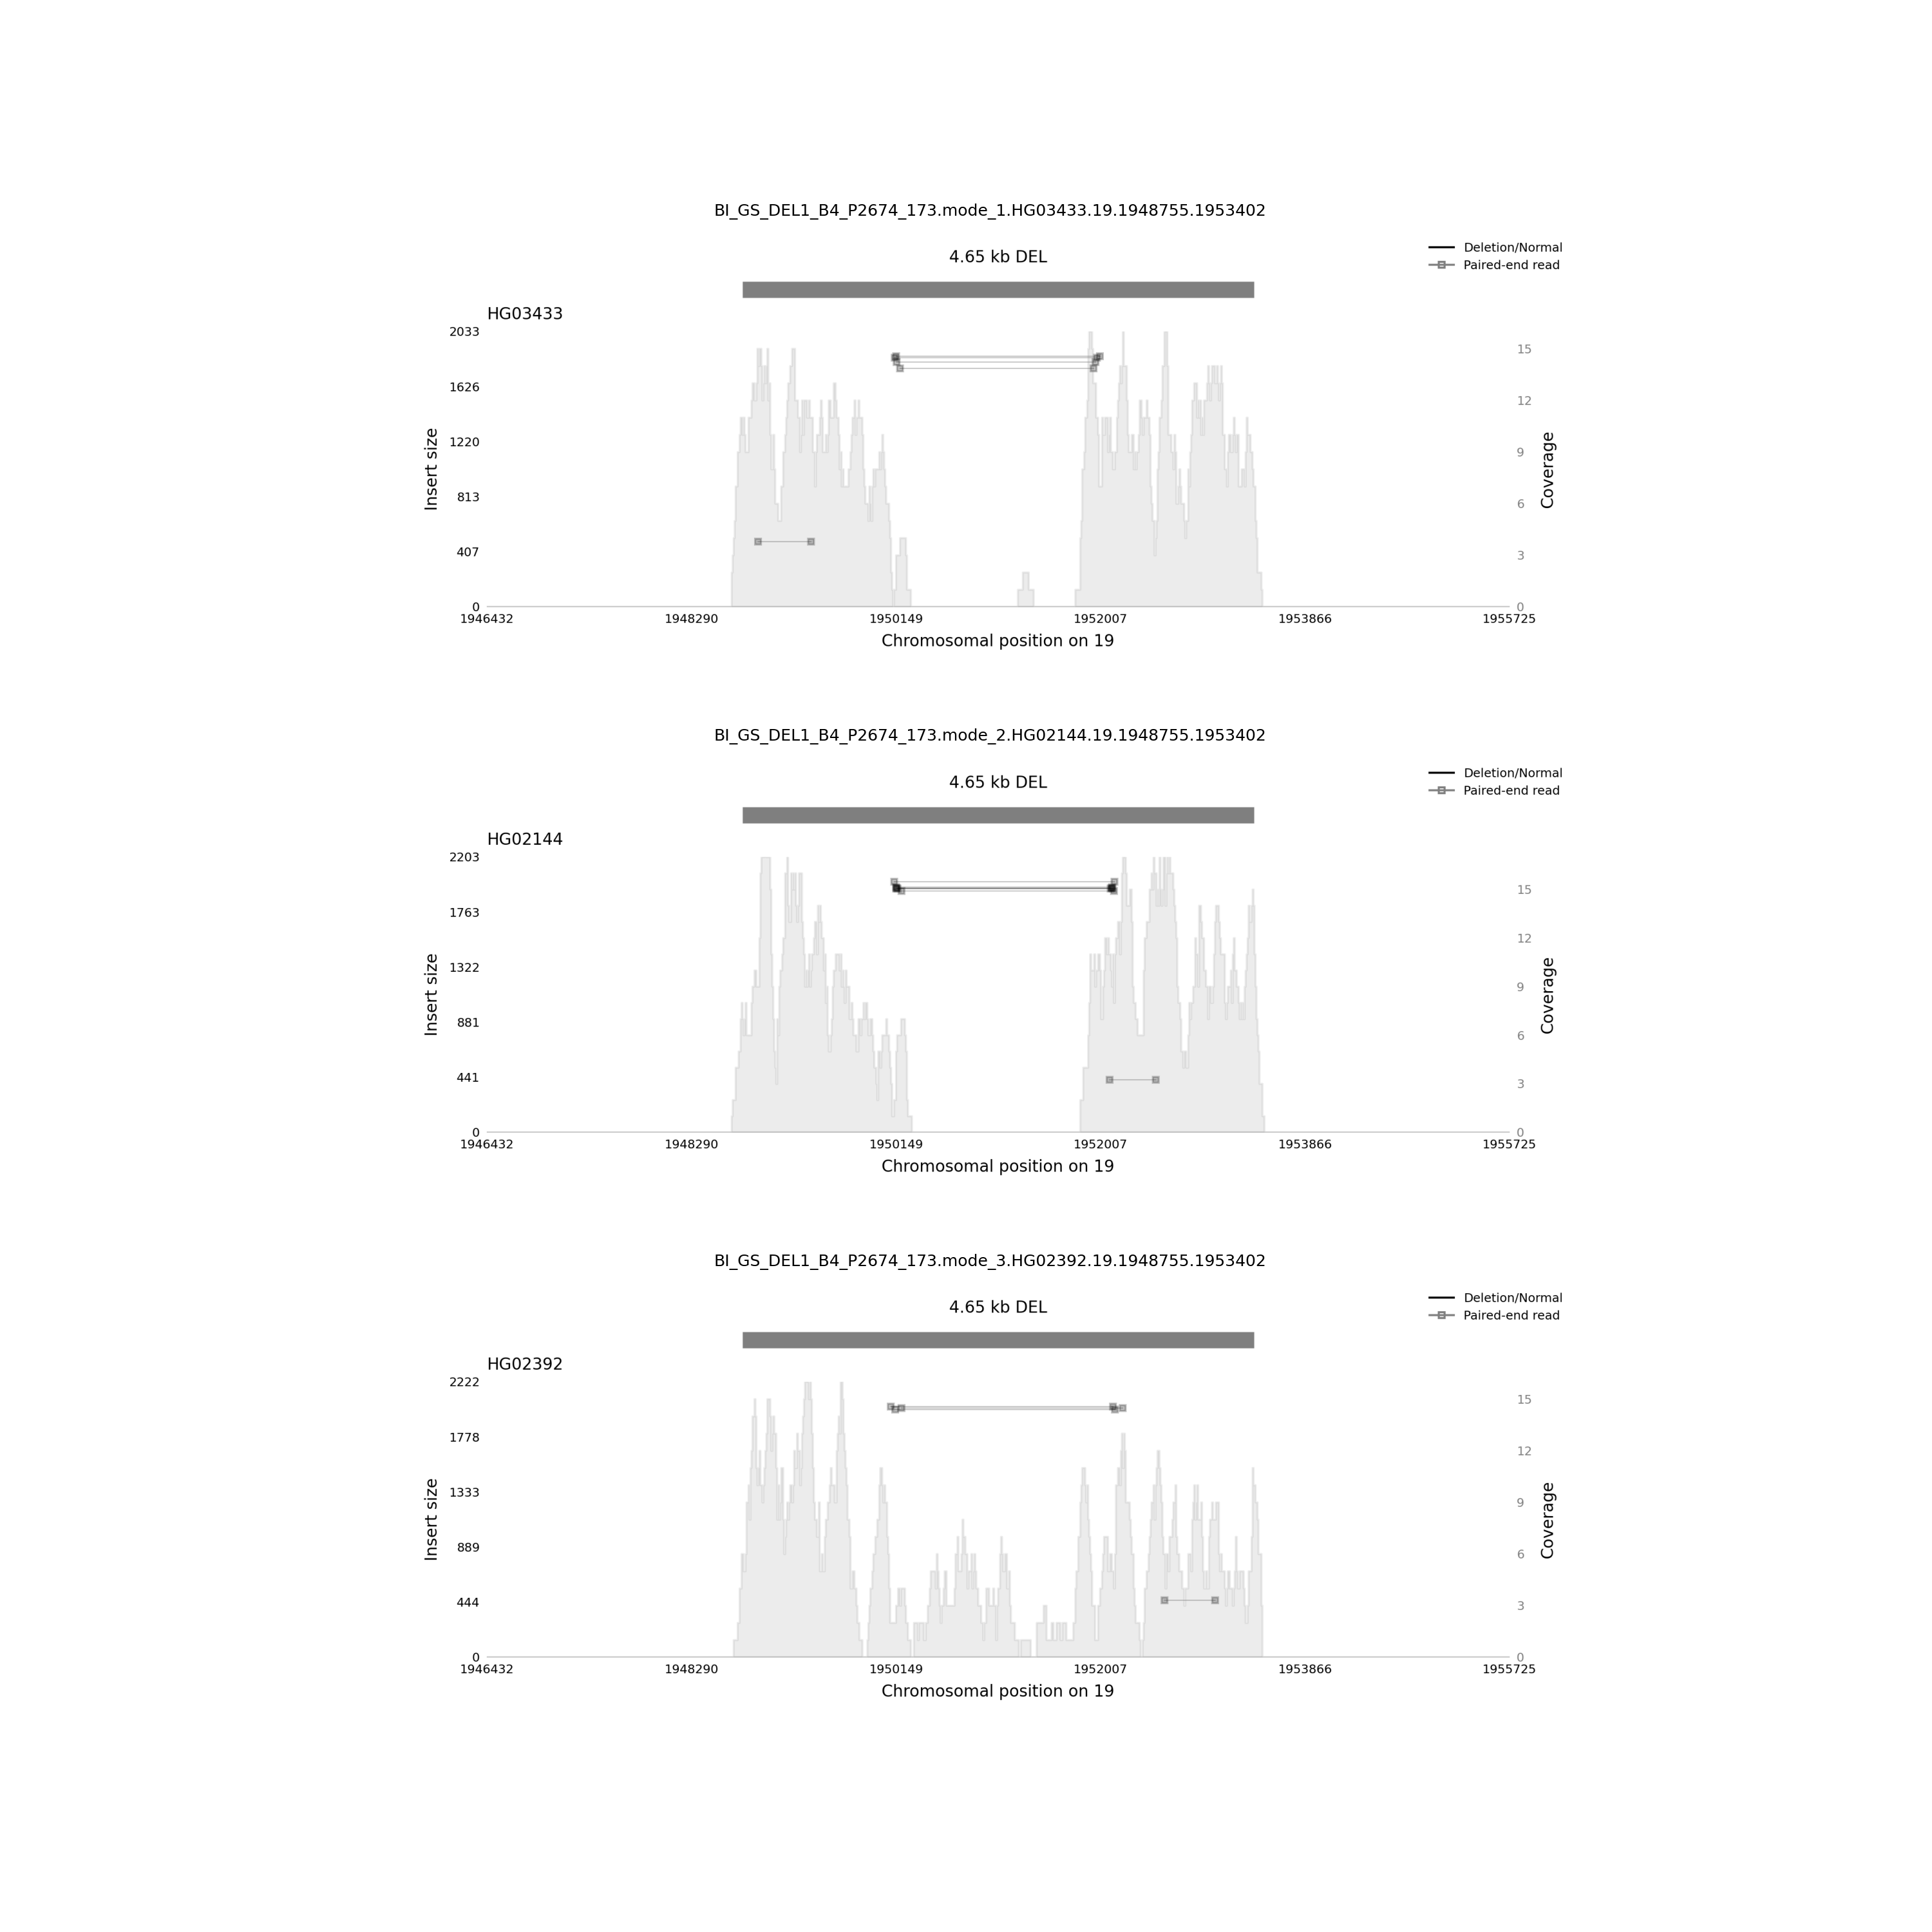 BI_GS_DEL1_B4_P2674_173.mode_1.HG03433.19.1948755.1953402
Deletion/Normal
4.65 kb DEL
Paired-end read
HG03433
2033
1626
1220
813
407
0
Insert size
15
12
9
6
3
0
Coverage
1946432 1948290 1950149 1952007 1953866 1955725
Chromosomal position on 19
BI_GS_DEL1_B4_P2674_173.mode_2.HG02144.19.1948755.1953402
Deletion/Normal
4.65 kb DEL
Paired-end read
HG02144
2203
1763
1322
881
441
0
Insert size
15
12
9
6
3
0
Coverage
1946432 1948290 1950149 1952007 1953866 1955725
Chromosomal position on 19
BI_GS_DEL1_B4_P2674_173.mode_3.HG02392.19.1948755.1953402
Deletion/Normal
4.65 kb DEL
Paired-end read
HG02392
2222
1778
1333
889
444
0
Insert size
15
12
9
6
3
0
Coverage
1946432 1948290 1950149 1952007 1953866 1955725
Chromosomal position on 19